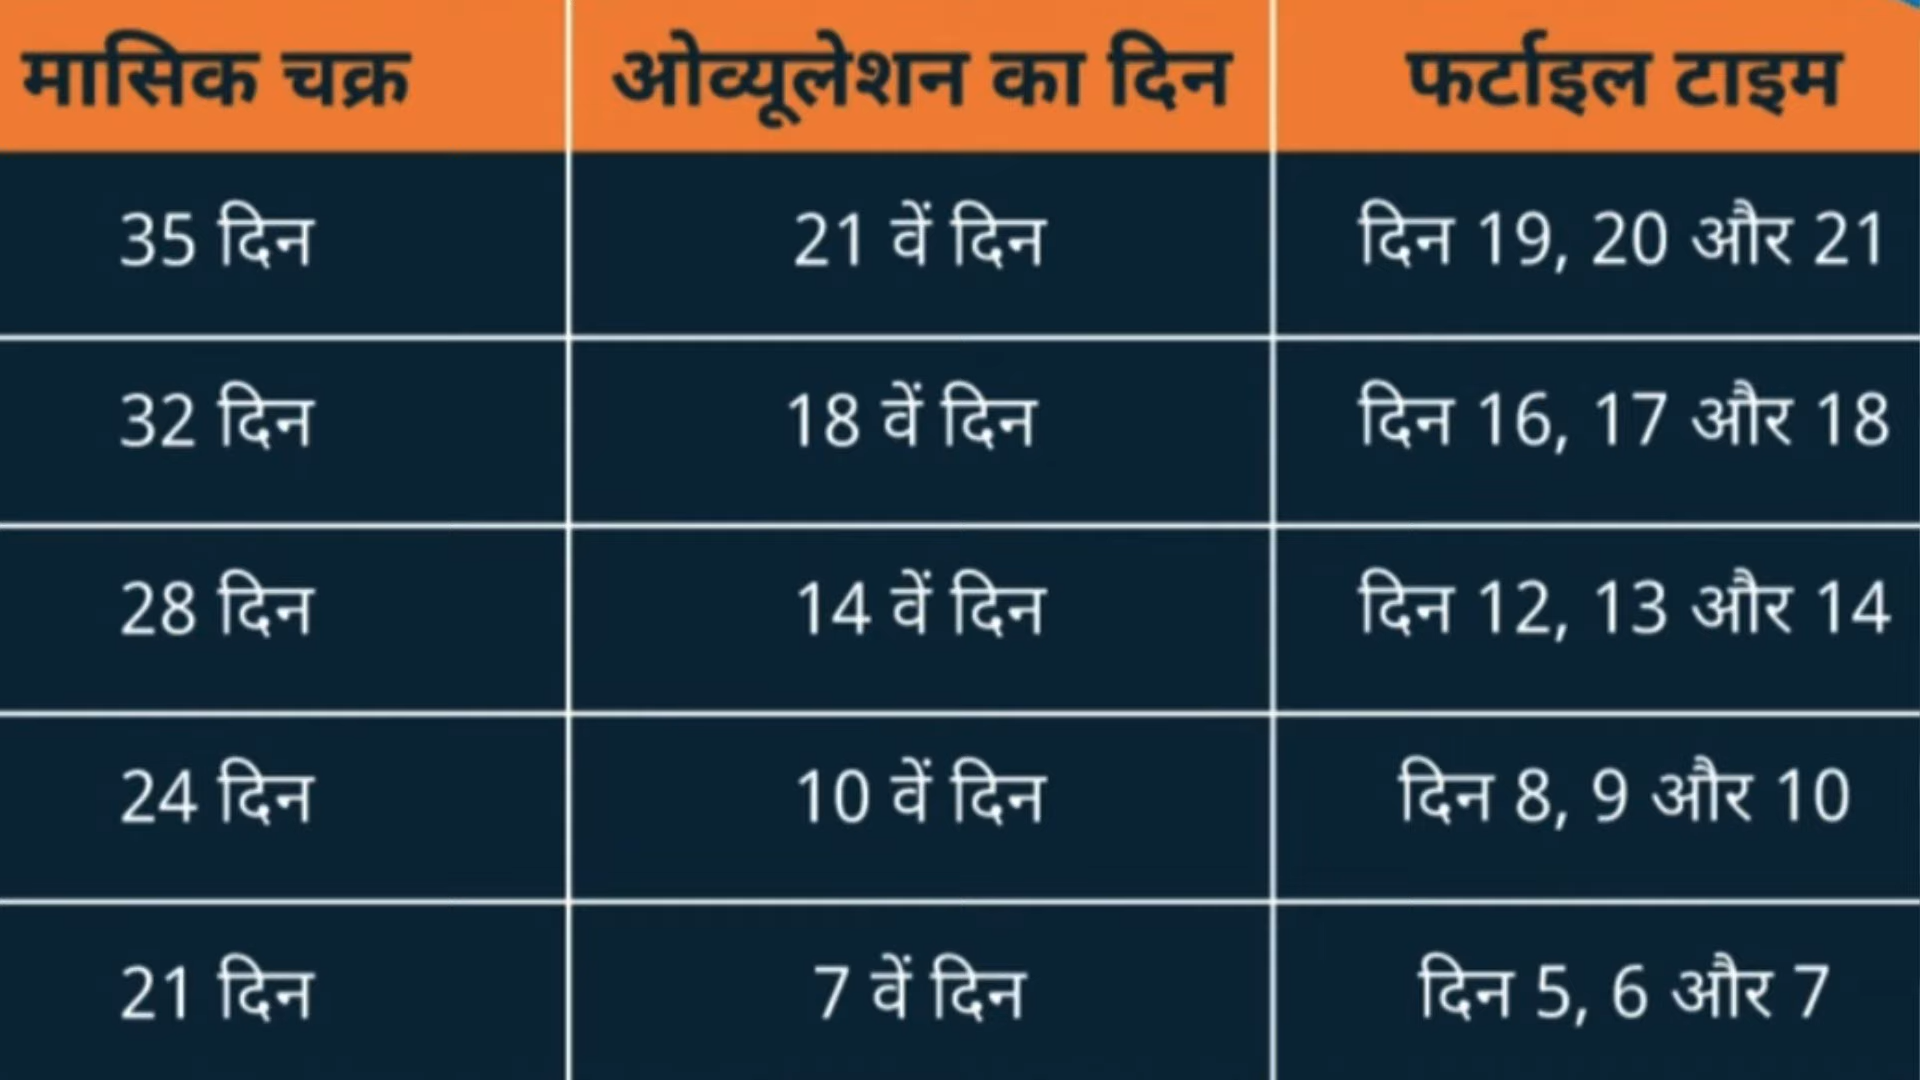 मासिक चक्र ओव्यूलेशन का दिन फर्टाइल टाइम
35 दिन 21 वें दिन दिन 19, 20 और 21
32 दिन 18 वें दिन दिन 16, 17 और 18
28 दिन 14 वें दिन दिन 12, 13 और 14
24 दिन 10 वें दिन दिन 8, 9 और 10
21 दिन 7 वें दिन दिन 5, 6 और 7